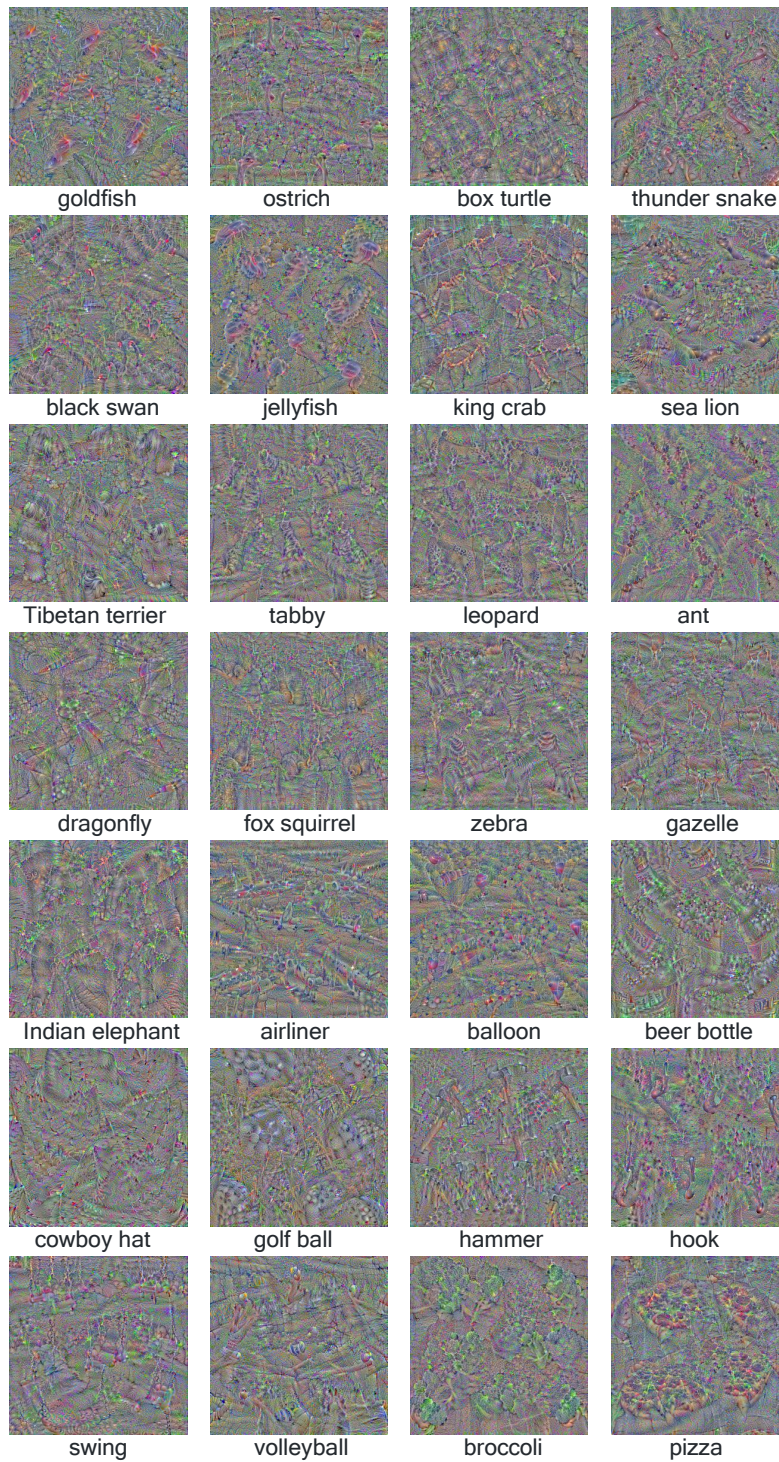 goldfish ostrich box turtle thunder snake
black swan jellyfish king crab sea lion
Tibetan terrier tabby leopard ant
dragonfly fox squirrel zebra gazelle
Indian elephant airliner balloon beer bottle
cowboy hat golf ball hammer hook
swing volleyball broccoli pizza